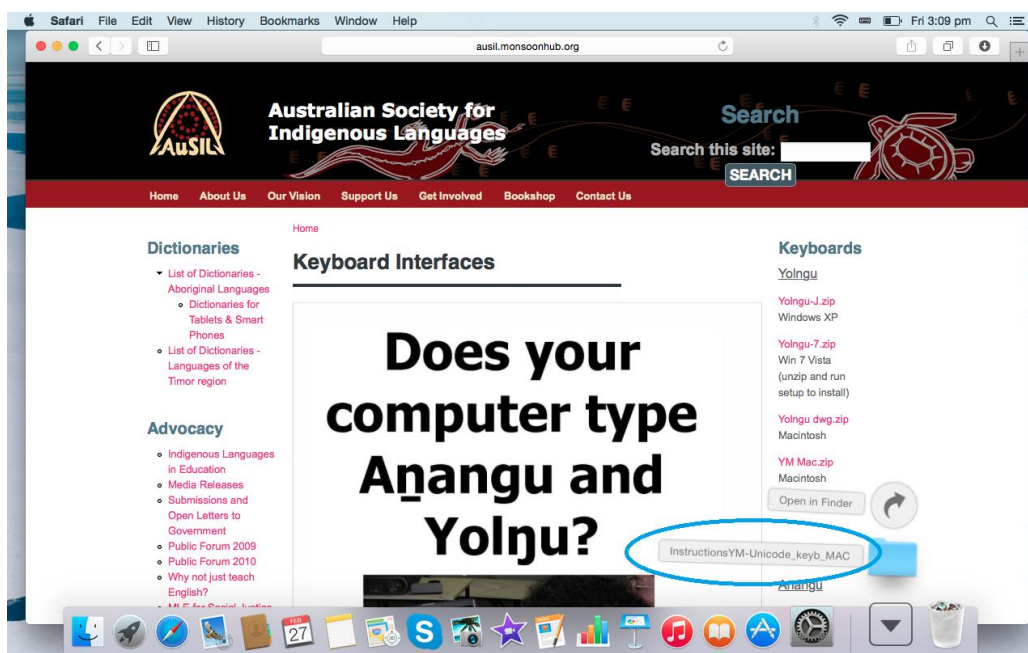 Safari File Edit View History Bookmarks Window Help
Fri 3:09 pm
ausil.monsoonhub.org
AuSIL
Australian Society for
Indigenous Languages
Search
Search this site:
SEARCH
Home About Us Our Vision Support Us Get Involved Bookshop Contact Us
Dictionaries
List of Dictionaries -
Aboriginal Languages
Dictionaries for
Tablets & Smart
Phones
List of Dictionaries -
Languages of the
Timor region
Advocacy
Indigenous Languages
in Education
Media Releases
Submissions and
Open Letters to
Government
Public Forum 2009
Public Forum 2010
Why not just teach
English?
MLE for Social Justice
Home
Keyboard Interfaces
Does your
computer type
Aṉangu and
Yolŋu?
Keyboards
Yolngu
Yolngu-J.zip
Windows XP
Yolngu-7.zip
Win 7 Vista
(unzip and run
setup to install)
Yolngu dwg.zip
Macintosh
YM Mac.zip
Macintosh
Open in Finder
InstructionsYM-Unicode_keyb_MAC
Anangu
FEB
27